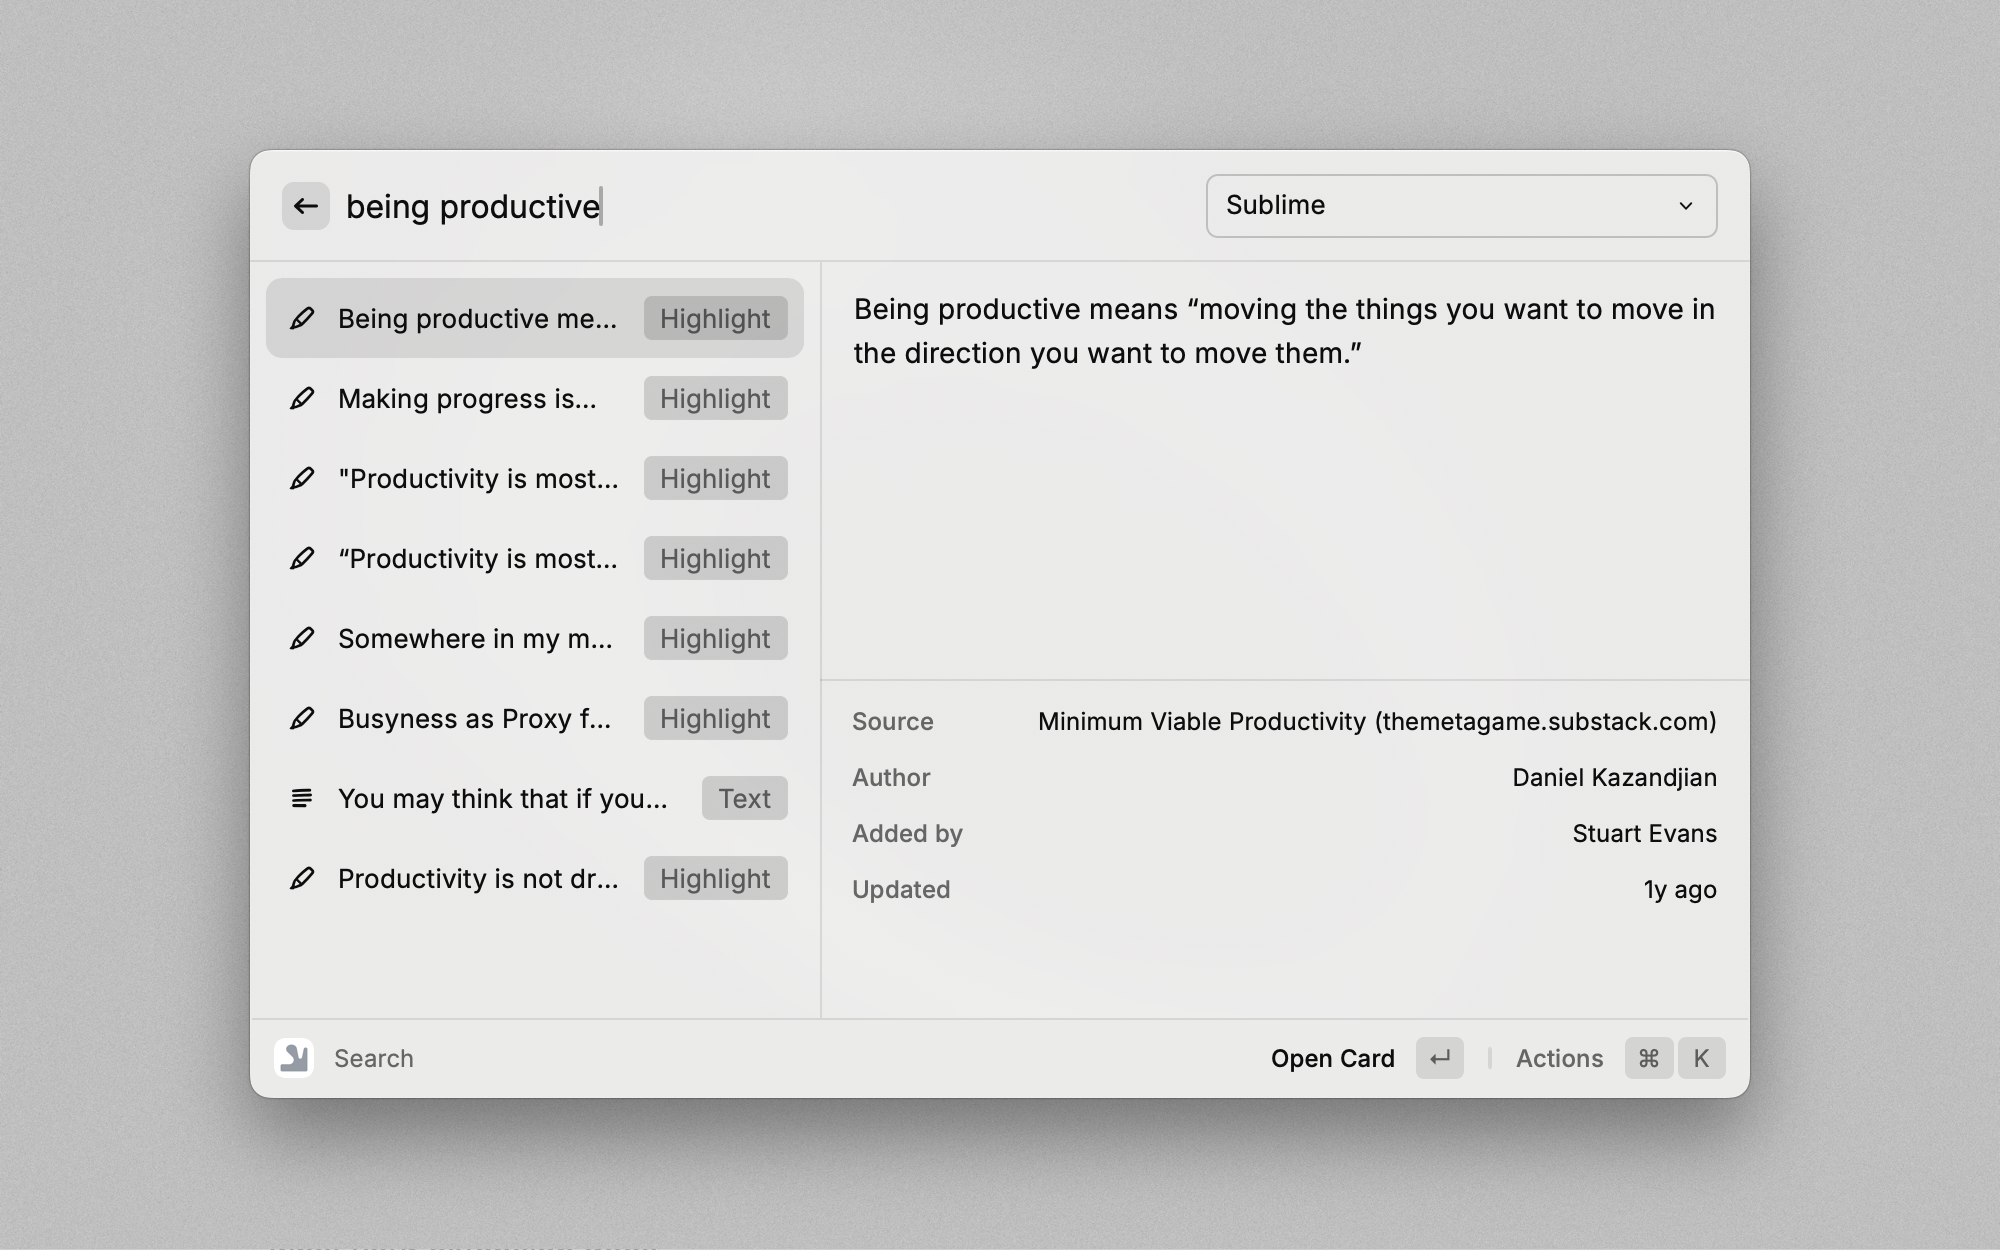 being productive
Sublime
Being productive me... Highlight
Making progress is... Highlight
"Productivity is most... Highlight
“Productivity is most... Highlight
Somewhere in my m... Highlight
Busyness as Proxy f... Highlight
You may think that if you... Text
Productivity is not dr... Highlight
Being productive means “moving the things you want to move in
the direction you want to move them.”
Source Minimum Viable Productivity (themetagame.substack.com)
Author Daniel Kazandjian
Added by Stuart Evans
Updated 1y ago
Search
Open Card ↵ Actions ⌘ K